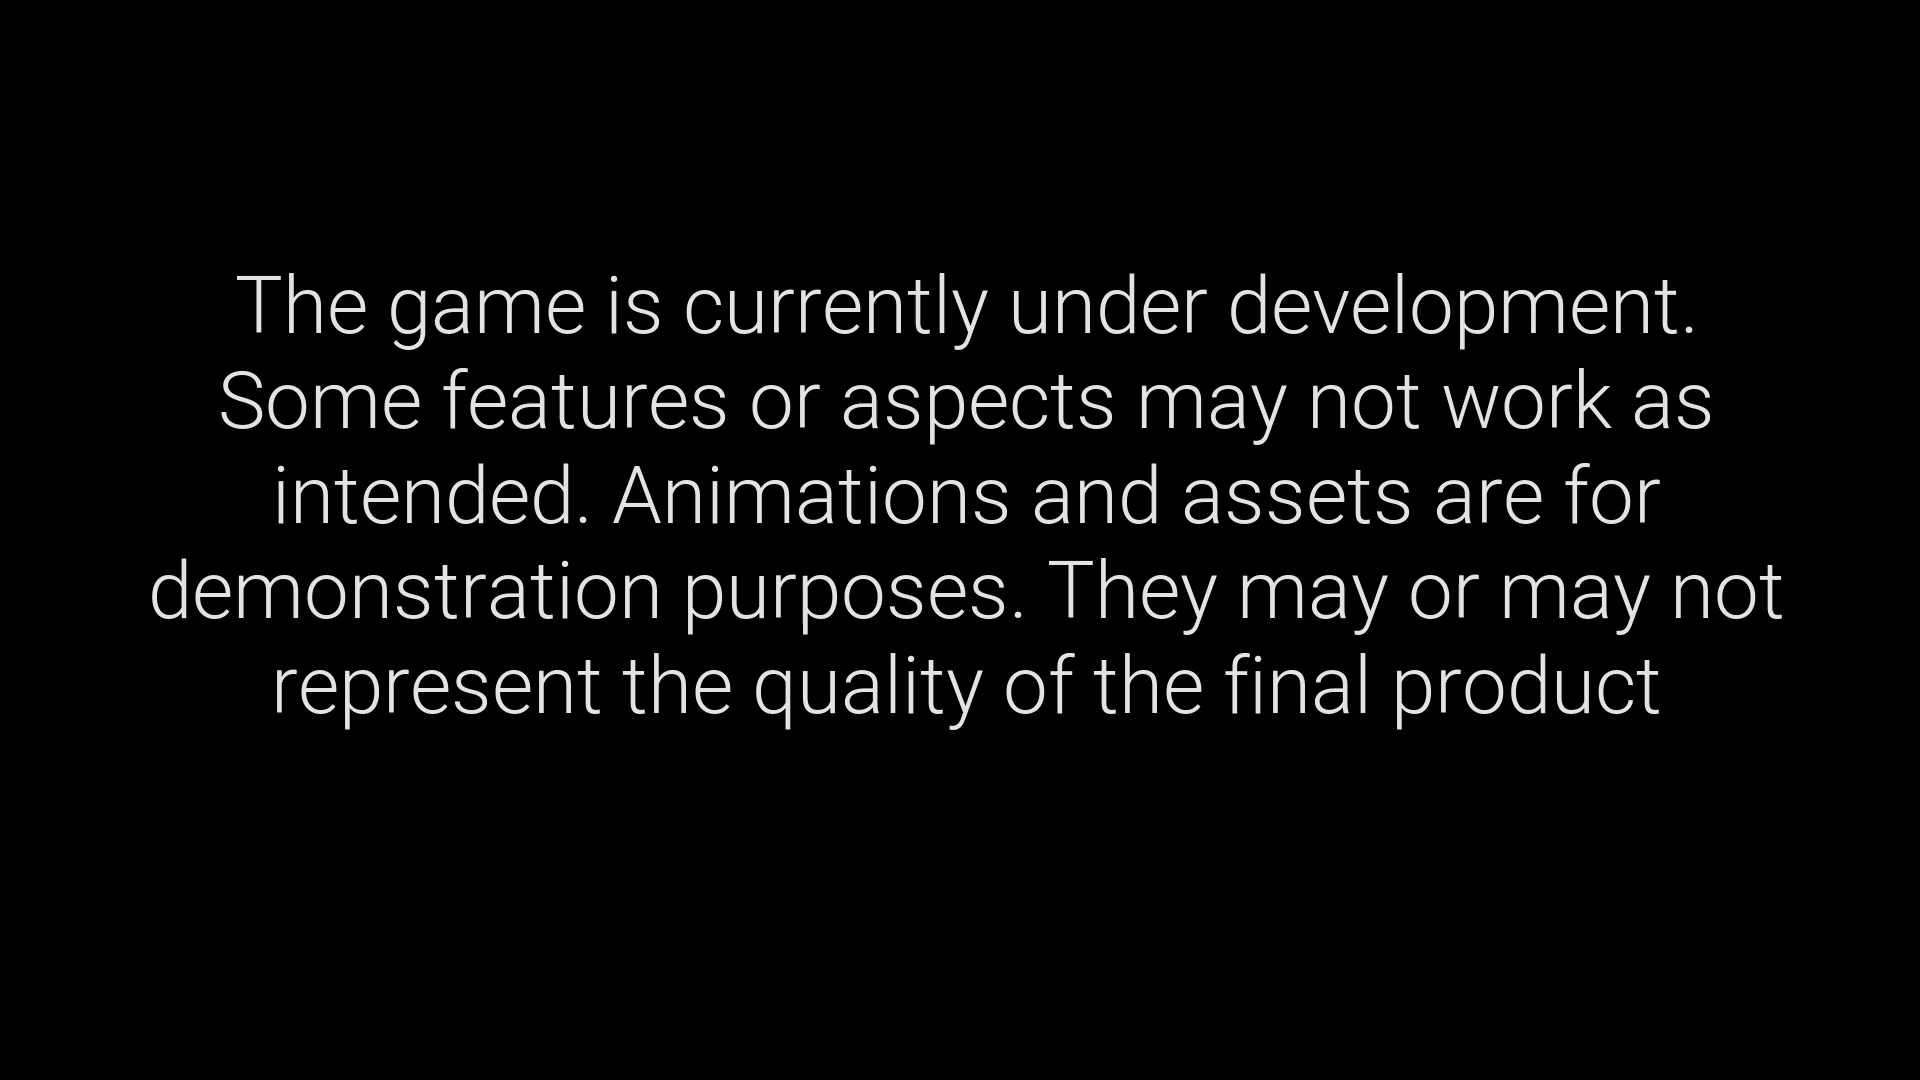 The game is currently under development.
Some features or aspects may not work as
intended. Animations and assets are for
demonstration purposes. They may or may not
represent the quality of the final product